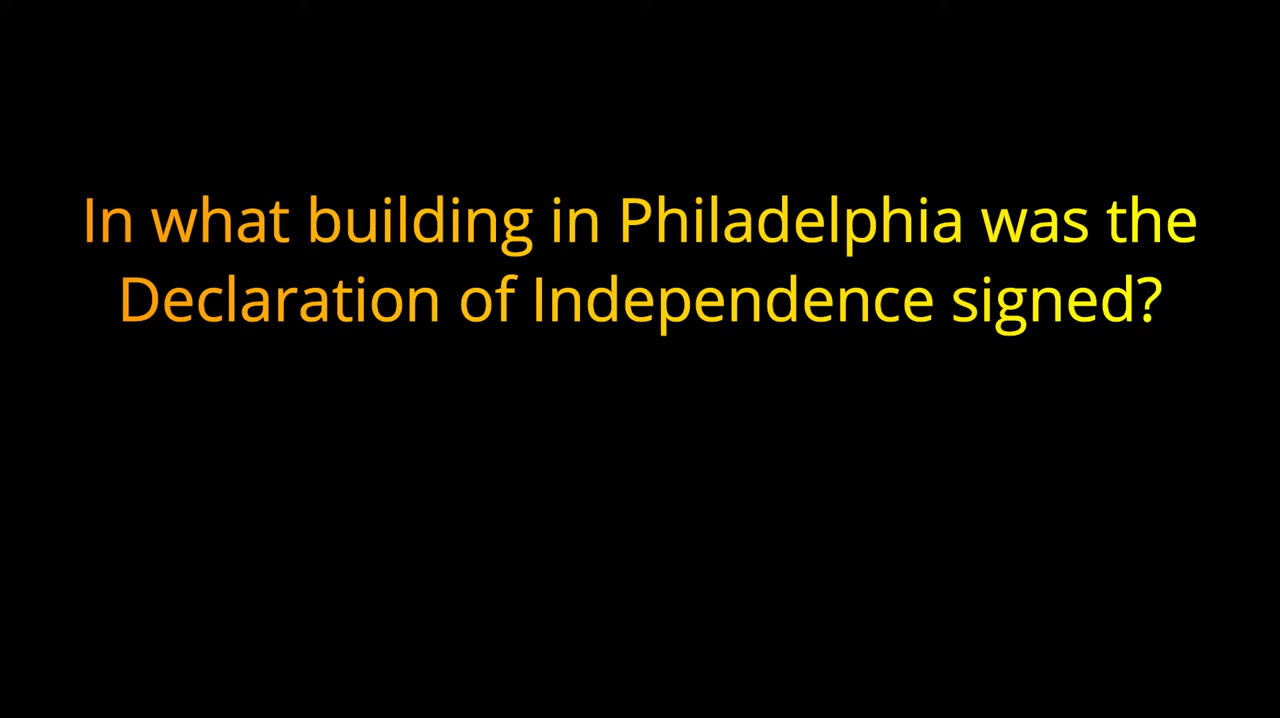 In what building in Philadelphia was the
Declaration of Independence signed?